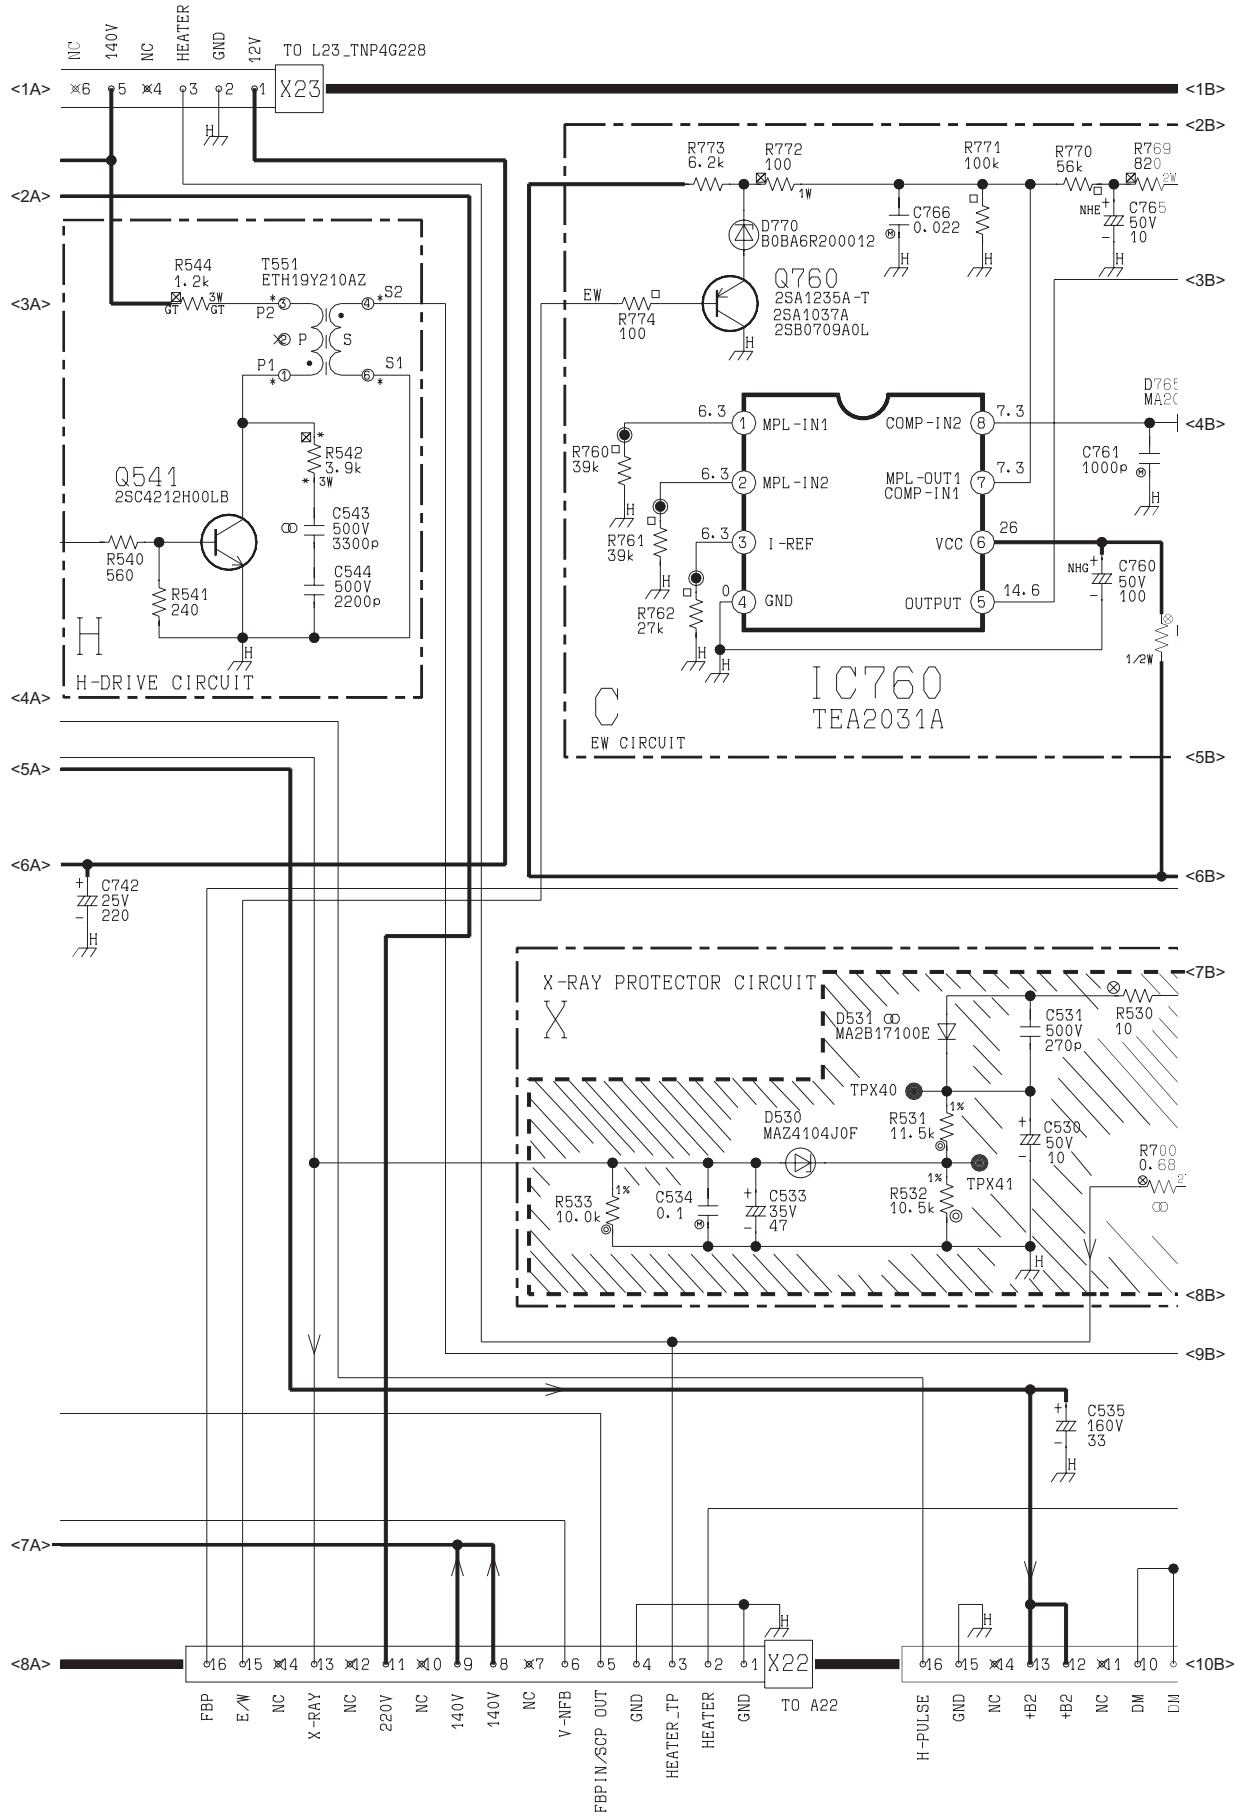 NC
140V
NC
HEATER
GND
12V
TO L23_TNP4G228
<1A>
6
5
4
3
2
1
X23
<1B>
H
<2B>
R773
6.2k
R772
100
1W
R771
100k
R770
56k
R769
820
2W
<2A>
C766
0.022
M
NHE
+
C765
50V
10
-
D770
B0BA6R200012
H
H
H
R544
1.2k
GT
3W
GT
T551
ETH19Y210AZ
Q760
2SA1235A-T
2SA1037A
2SB0709A0L
<3B>
<3A>
*
3
P2
2
P
S
4
*
S2
EW
R774
100
H
P1
*
1
6
*
S1
D765
<4B>
6.3
1
MPL-IN1
COMP-IN2
8
7.3
*
R542
3.9k
*
3W
R760
39k
C761
1000p
M
Q541
2SC4212H00LB
6.3
2
MPL-IN2
MPL-OUT1
COMP-IN1
7
7.3
H
H
C543
500V
3300p
R761
39k
6.3
3
I-REF
VCC
6
26
R540
560
R541
240
C544
500V
2200p
H
NHG
+
C760
50V
100
-
0
4
GND
OUTPUT
5
14.6
R762
27k
H
H
H
H
1/2W
H-DRIVE CIRCUIT
<4A>
C
EW CIRCUIT
IC760
TEA2031A
<5B>
<5A>
<6A>
+
C742
25V
220
-
H
<6B>
X-RAY PROTECTOR CIRCUIT
X
<7B>
D531
MA2B17100E
C531
500V
270p
R530
10
TPX40
D530
MAZ4104J0F
R531
11.5k
1%
+
C530
50V
10
-
R700
0.68
TPX41
R533
10.0k
1%
C534
0.1
M
+
C533
35V
47
-
R532
10.5k
1%
H
<8B>
<9B>
+
C535
160V
33
-
H
<7A>
H
H
<8A>
16
15
14
13
12
11
10
9
8
7
6
5
4
3
2
1
X22
16
15
14
13
12
11
10
<10B>
TO A22
FBP
E/W
NC
X-RAY
NC
220V
NC
140V
140V
NC
V-NFB
FBPIN/SCP OUT
GND
HEATER_TP
HEATER
GND
H-PULSE
GND
NC
+B2
+B2
NC
DM
DM